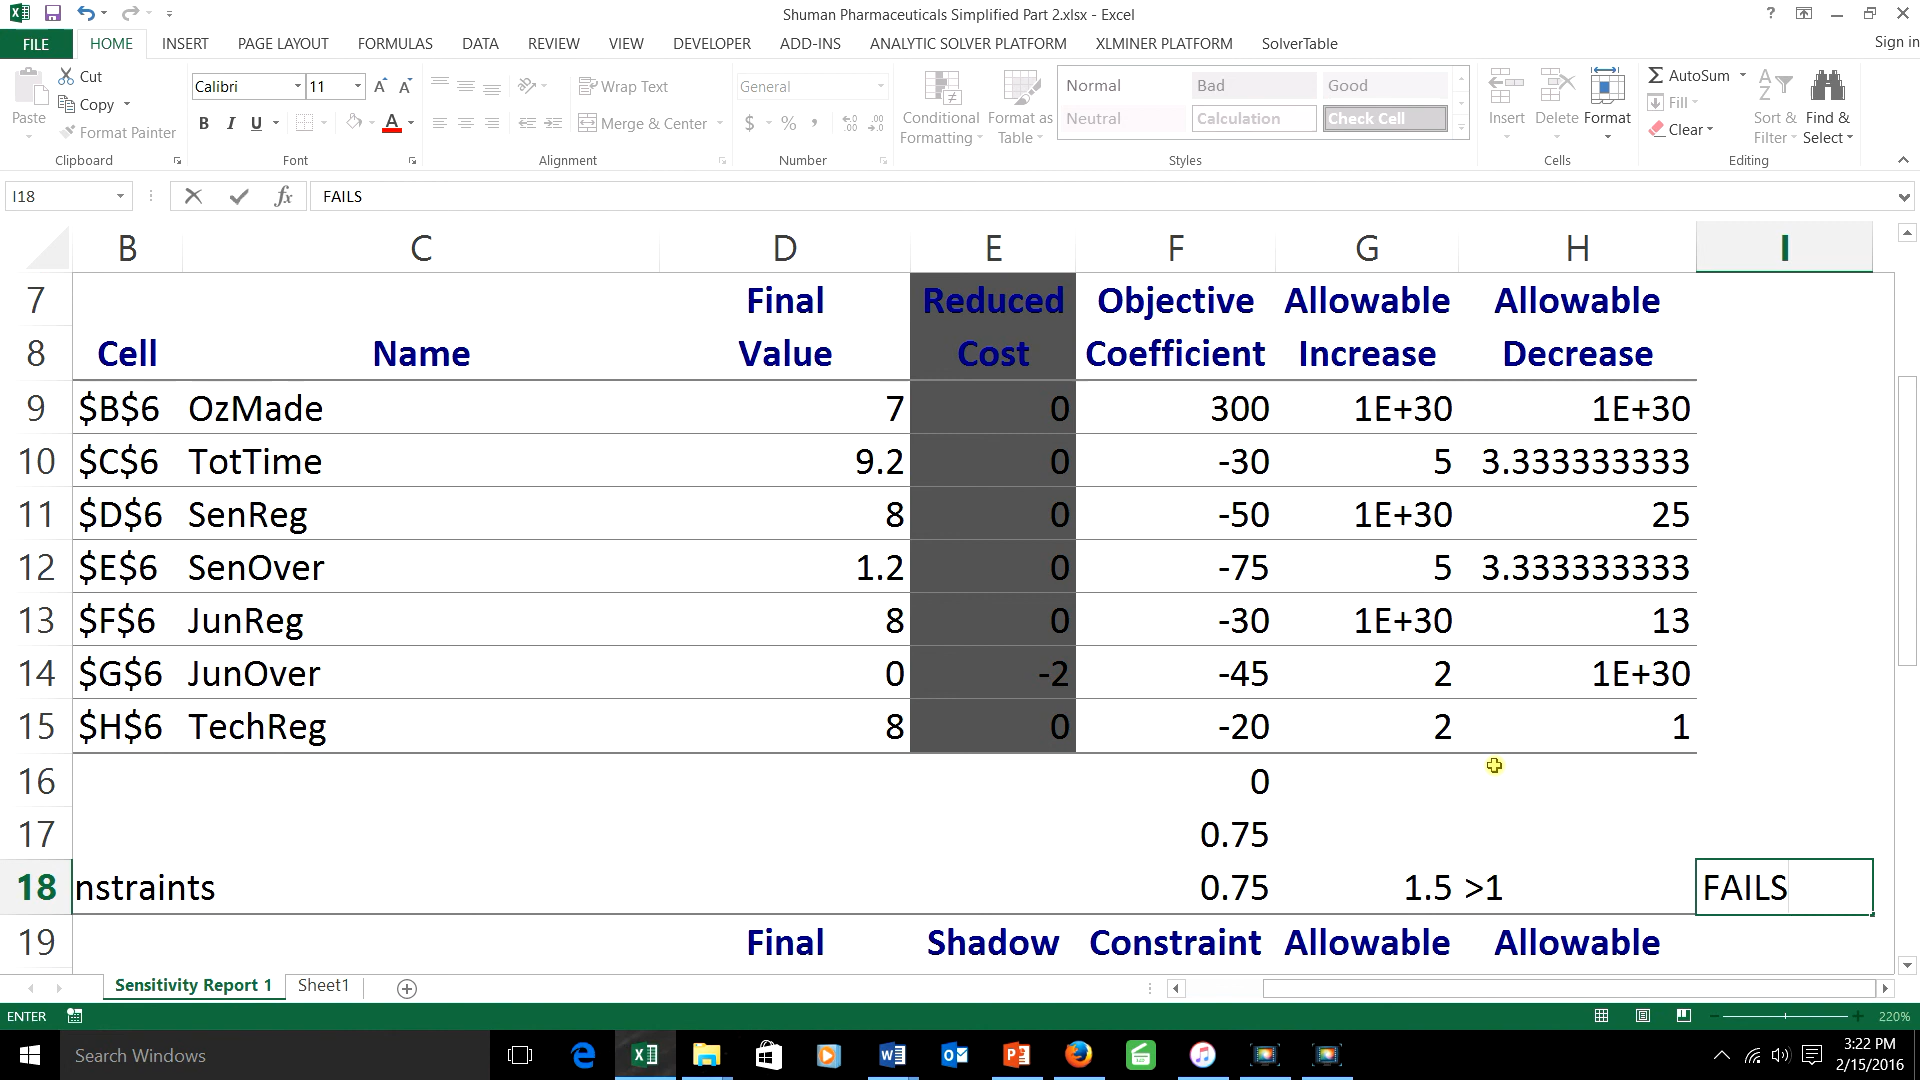 Shuman Pharmaceuticals Simplified Part 2.xlsx - Excel
FILE HOME INSERT PAGE LAYOUT FORMULAS DATA REVIEW VIEW DEVELOPER ADD-INS ANALYTIC SOLVER PLATFORM XLMINER PLATFORM SolverTable Sign in
Paste Cut Copy Format Painter Clipboard
Calibri 11 B I U A Font
Wrap Text Merge & Center Alignment
General $ % , Number
Conditional Formatting Format as Table Normal Bad Good Neutral Calculation Check Cell Styles
Insert Delete Format Cells
AutoSum Fill Clear Sort & Filter Find & Select Editing
I18 fx FAILS
B C D E F G H I
7 Final Reduced Objective Allowable Allowable
8 Cell Name Value Cost Coefficient Increase Decrease
9 $B$6 OzMade 7 0 300 1E+30 1E+30
10 $C$6 TotTime 9.2 0 -30 5 3.333333333
11 $D$6 SenReg 8 0 -50 1E+30 25
12 $E$6 SenOver 1.2 0 -75 5 3.333333333
13 $F$6 JunReg 8 0 -30 1E+30 13
14 $G$6 JunOver 0 -2 -45 2 1E+30
15 $H$6 TechReg 8 0 -20 2 1
16 0
17 0.75
18 nstraints 0.75 1.5 >1 FAILS
19 Final Shadow Constraint Allowable Allowable
Sensitivity Report 1 Sheet1
ENTER 220%
Search Windows 3:22 PM
2/15/2016